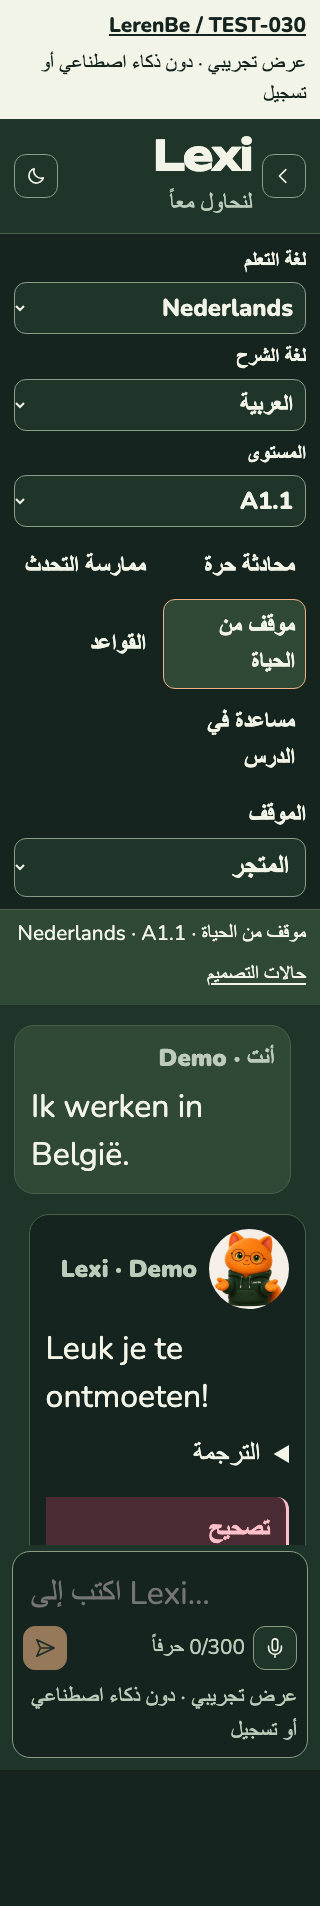 LerenBe / TEST-030
عرض تجريبي · دون ذكاء اصطناعي أو
تسجيل
Lexi
لنحاول معاً
لغة التعلم
Nederlands
لغة الشرح
العربية
المستوى
A1.1
محادثة حرة
ممارسة التحدث
موقف من
الحياة
القواعد
مساعدة في
الدرس
الموقف
المتجر
موقف من الحياة · Nederlands · A1.1
حالات التصميم
أنت · Demo
Ik werken in
België.
Lexi · Demo
Leuk je te
ontmoeten!
الترجمة
تصحيح
اكتب إلى Lexi...
0/300 حرفاً
عرض تجريبي · دون ذكاء اصطناعي
أو تسجيل